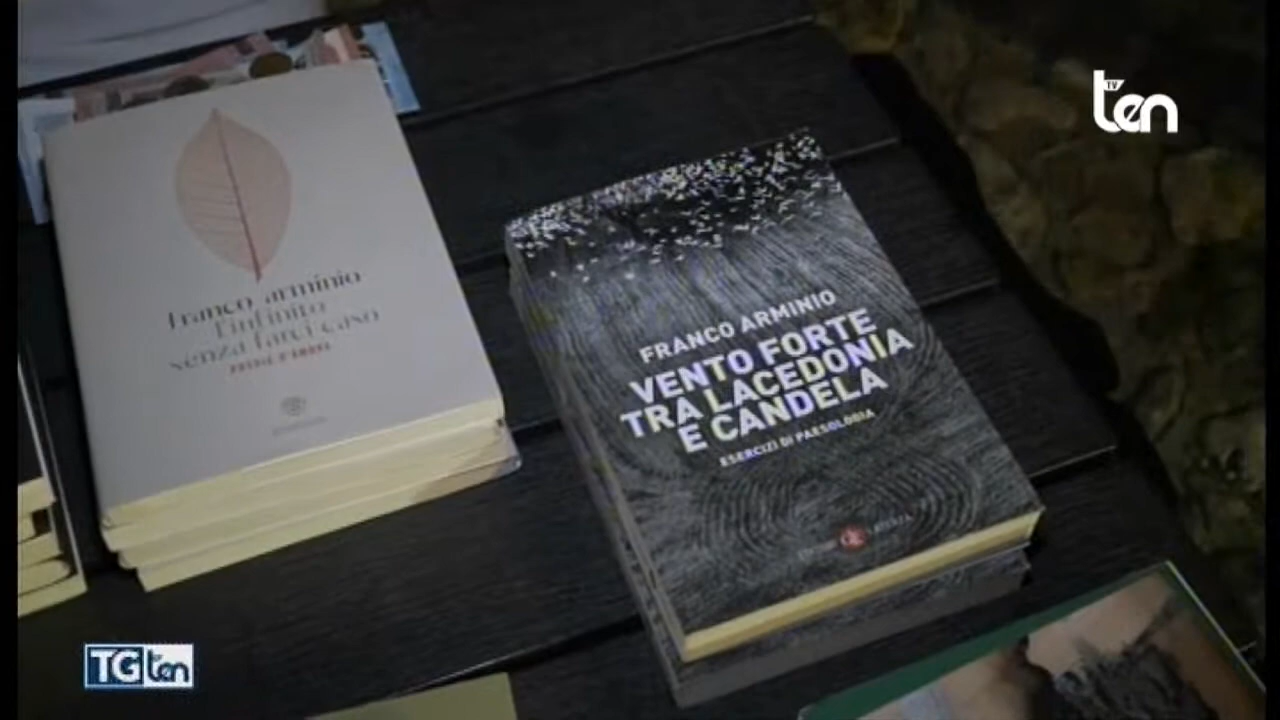 TV
ten
franco arminio
l'infinito
senza farci caso
FRANCO ARMINIO
VENTO FORTE
TRA LACEDONIA
E CANDELA
ESERCIZI DI PAESOLOGIA
TG ten